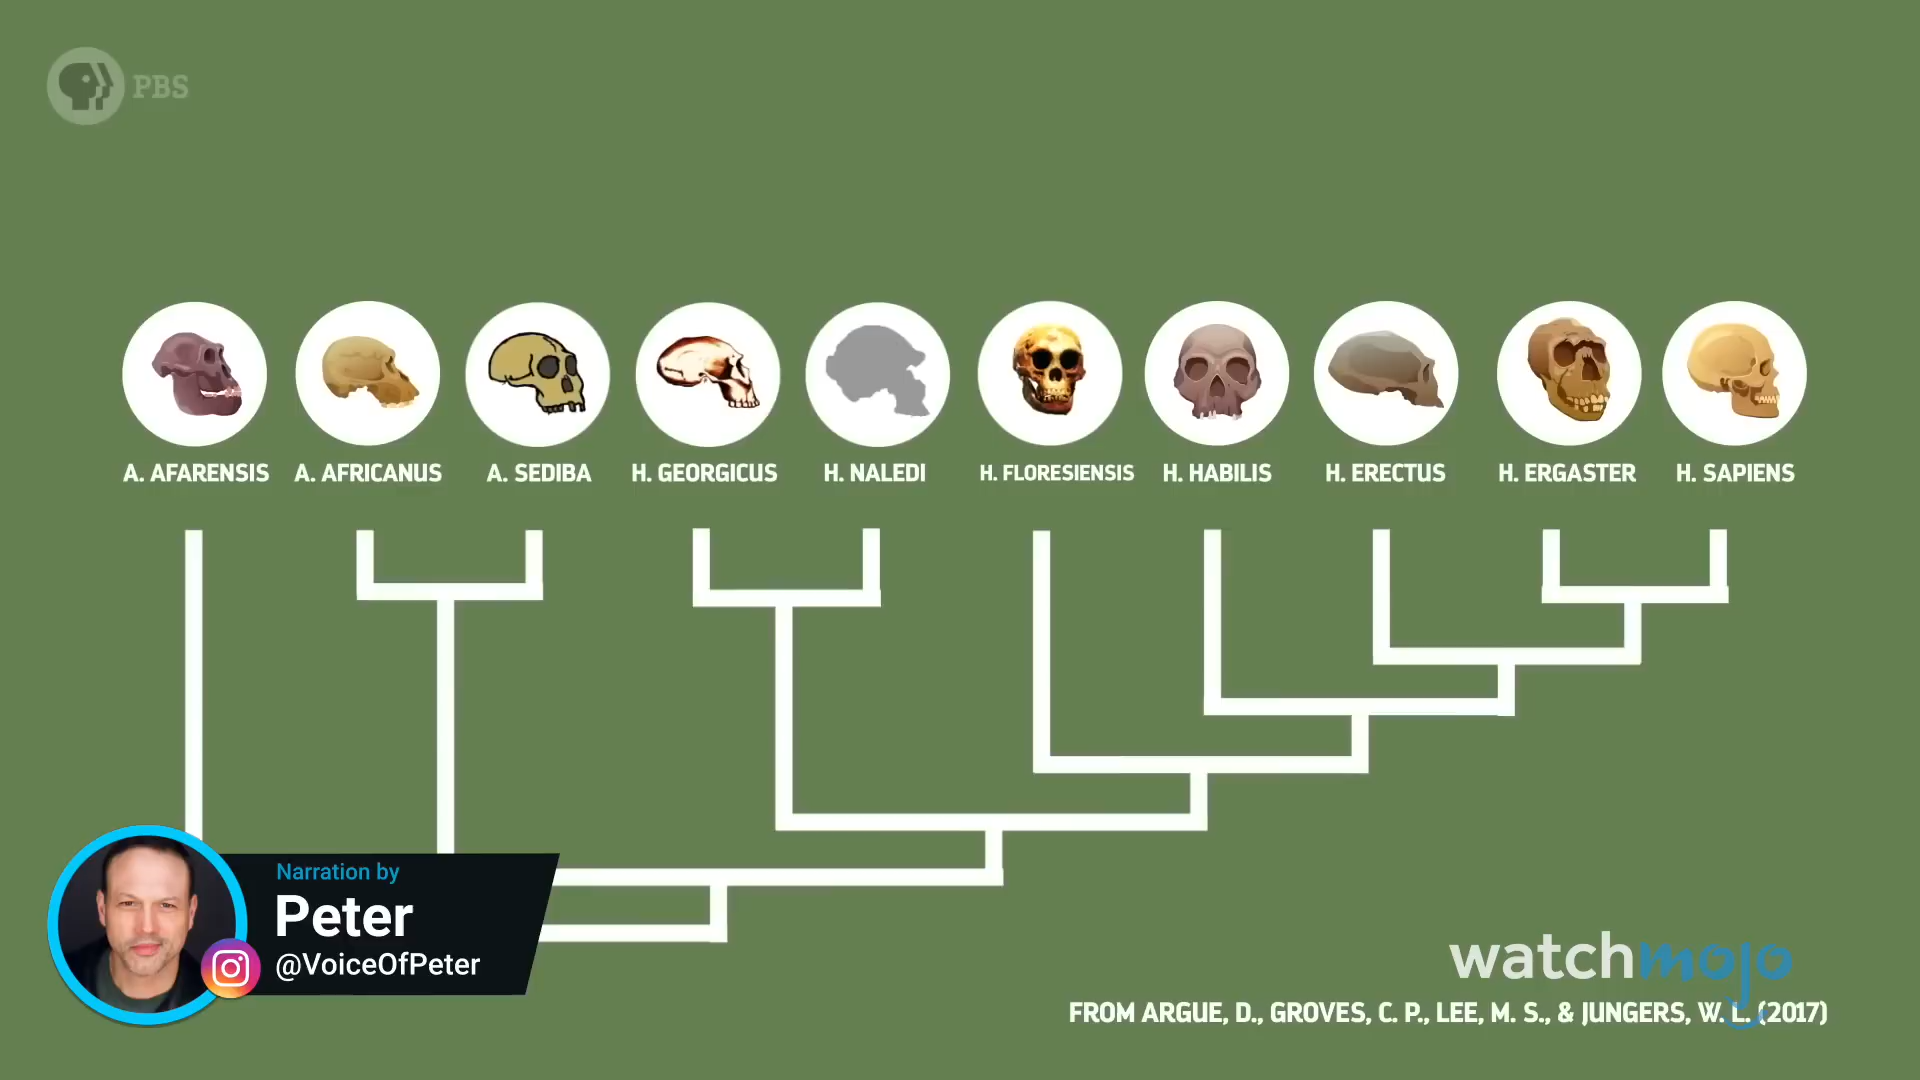 PBS
A. AFARENSIS
A. AFRICANUS
A. SEDIBA
H. GEORGICUS
H. NALEDI
H. FLORESIENSIS
H. HABILIS
H. ERECTUS
H. ERGASTER
H. SAPIENS
Narration by
Peter
@VoiceOfPeter
watchmojo
FROM ARGUE, D., GROVES, C. P., LEE, M. S., & JUNGERS, W. L. (2017)